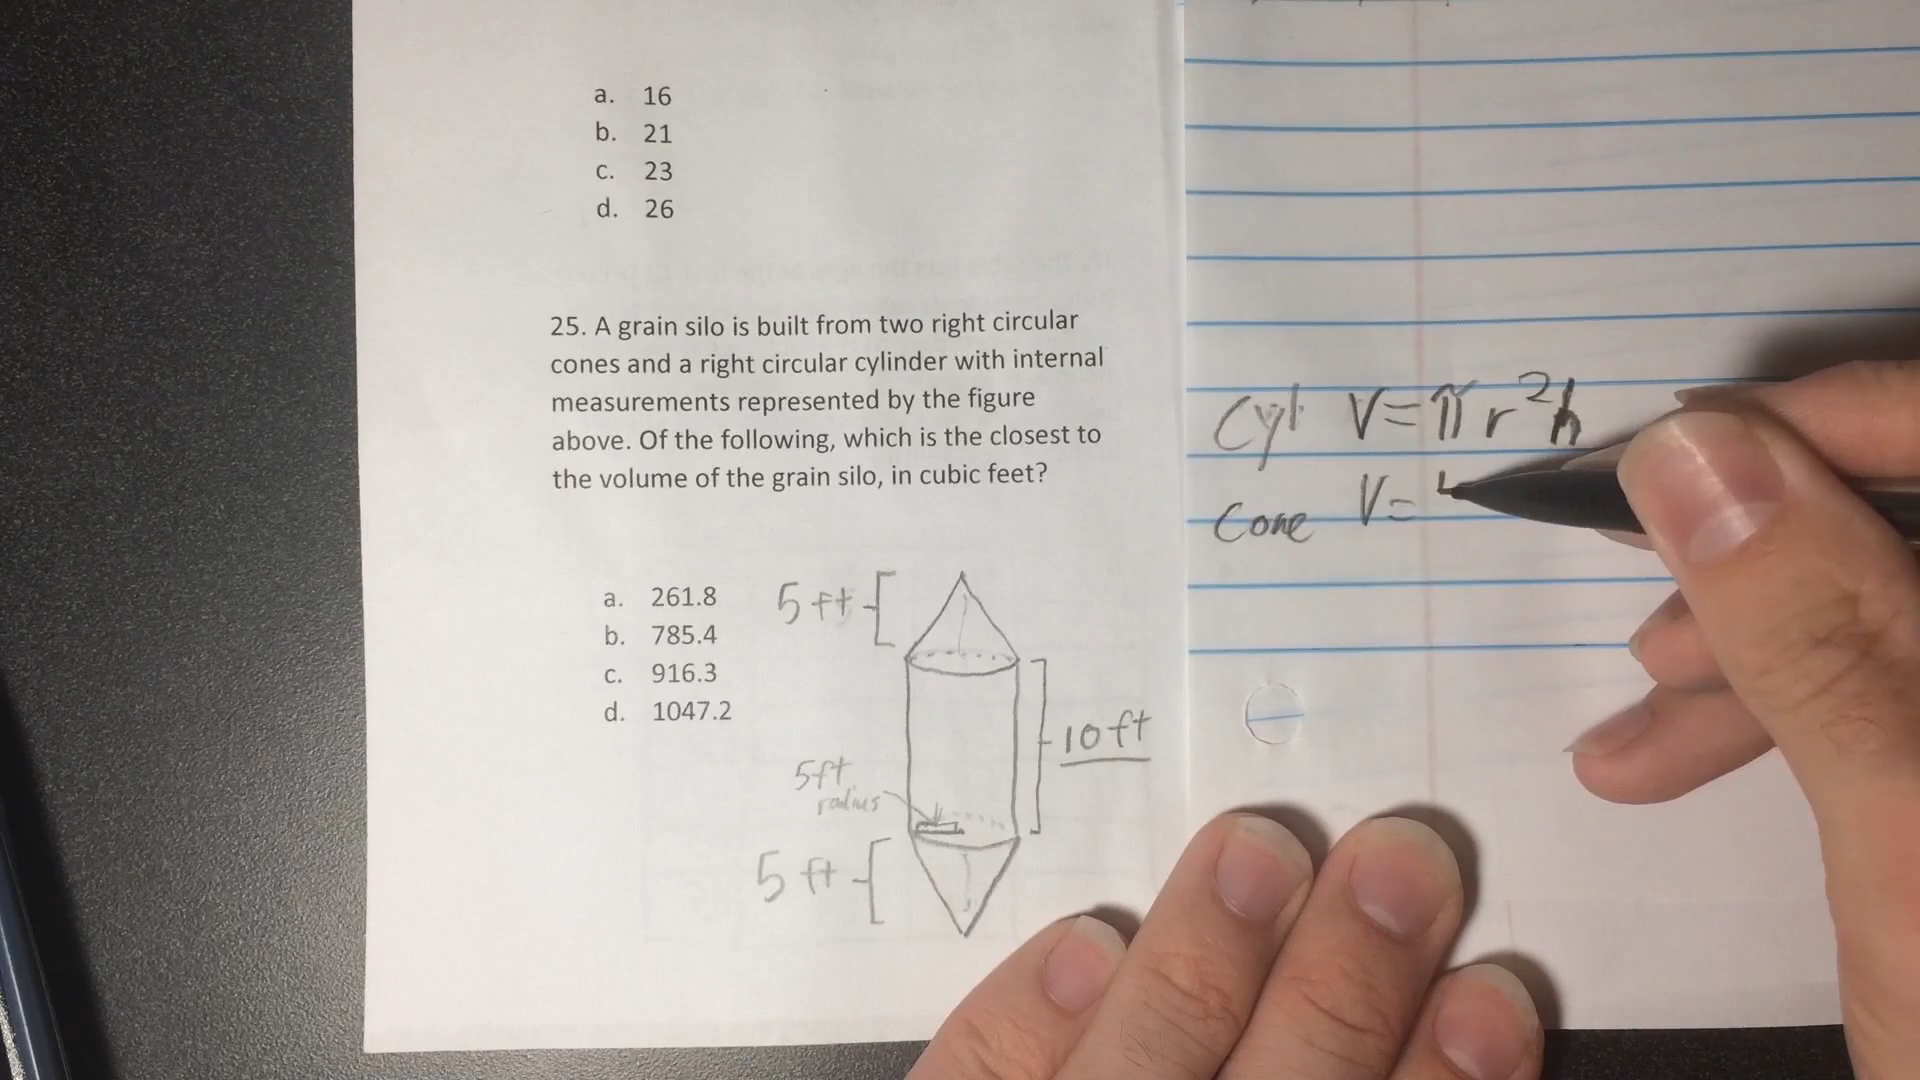 a. 16
b. 21
c. 23
d. 26
25. A grain silo is built from two right circular
cones and a right circular cylinder with internal
measurements represented by the figure
above. Of the following, which is the closest to
the volume of the grain silo, in cubic feet?
a. 261.8
b. 785.4
c. 916.3
d. 1047.2
5 ft
10 ft
5ft
radius
5 ft
Cyl V=πr²h
Cone V=